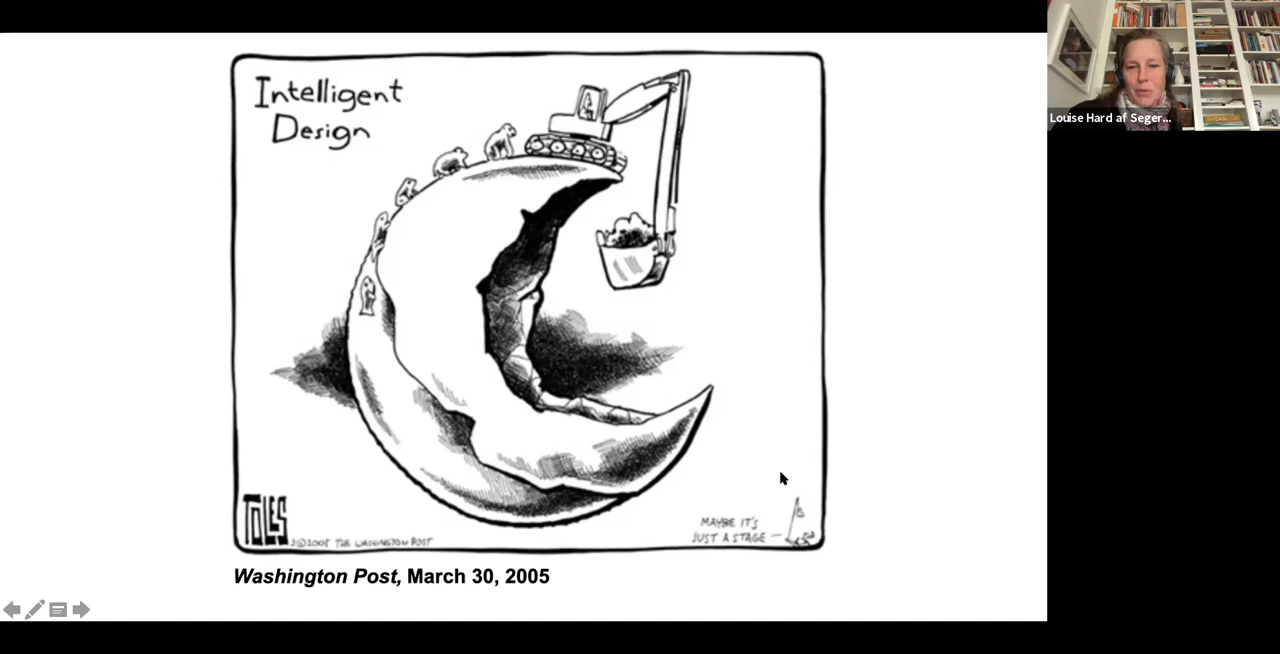 Intelligent
Design
Louise Hard af Seger...
TOLES
©2005 THE WASHINGTON POST
MAYBE IT'S
JUST A STAGE —
Washington Post, March 30, 2005